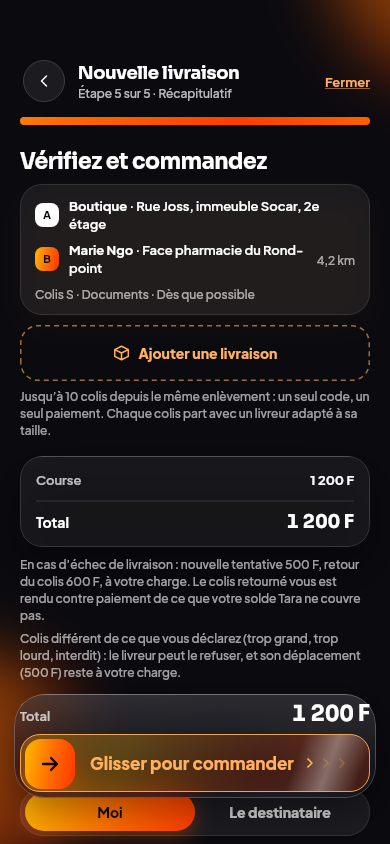 Nouvelle livraison
Étape 5 sur 5 · Récapitulatif
Fermer
Vérifiez et commandez
A
Boutique · Rue Joss, immeuble Socar, 2e
étage
B
Marie Ngo · Face pharmacie du Rond-
point
4,2 km
Colis S · Documents · Dès que possible
Ajouter une livraison
Jusqu'à 10 colis depuis le même enlèvement : un seul code, un
seul paiement. Chaque colis part avec un livreur adapté à sa
taille.
Course
1 200 F
Total
1 200 F
En cas d'échec de livraison : nouvelle tentative 500 F, retour
du colis 600 F, à votre charge. Le colis retourné vous est
rendu contre paiement de ce que votre solde Tara ne couvre
pas.
Colis différent de ce que vous déclarez (trop grand, trop
lourd, interdit) : le livreur peut le refuser, et son déplacement
(500 F) reste à votre charge.
Total
1 200 F
Glisser pour commander
Moi
Le destinataire